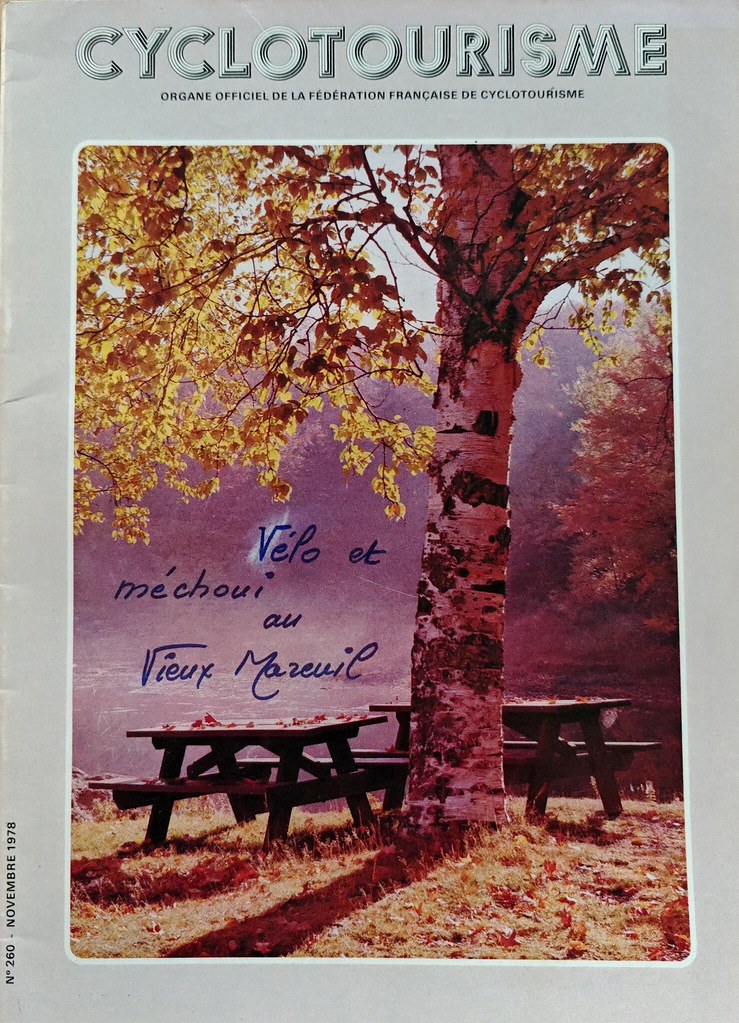 CYCLOTOURISME
ORGANE OFFICIEL DE LA FÉDÉRATION FRANÇAISE DE CYCLOTOURISME
Vélo et
méchoui
au
Vieux Mareuil
N° 260 - NOVEMBRE 1978